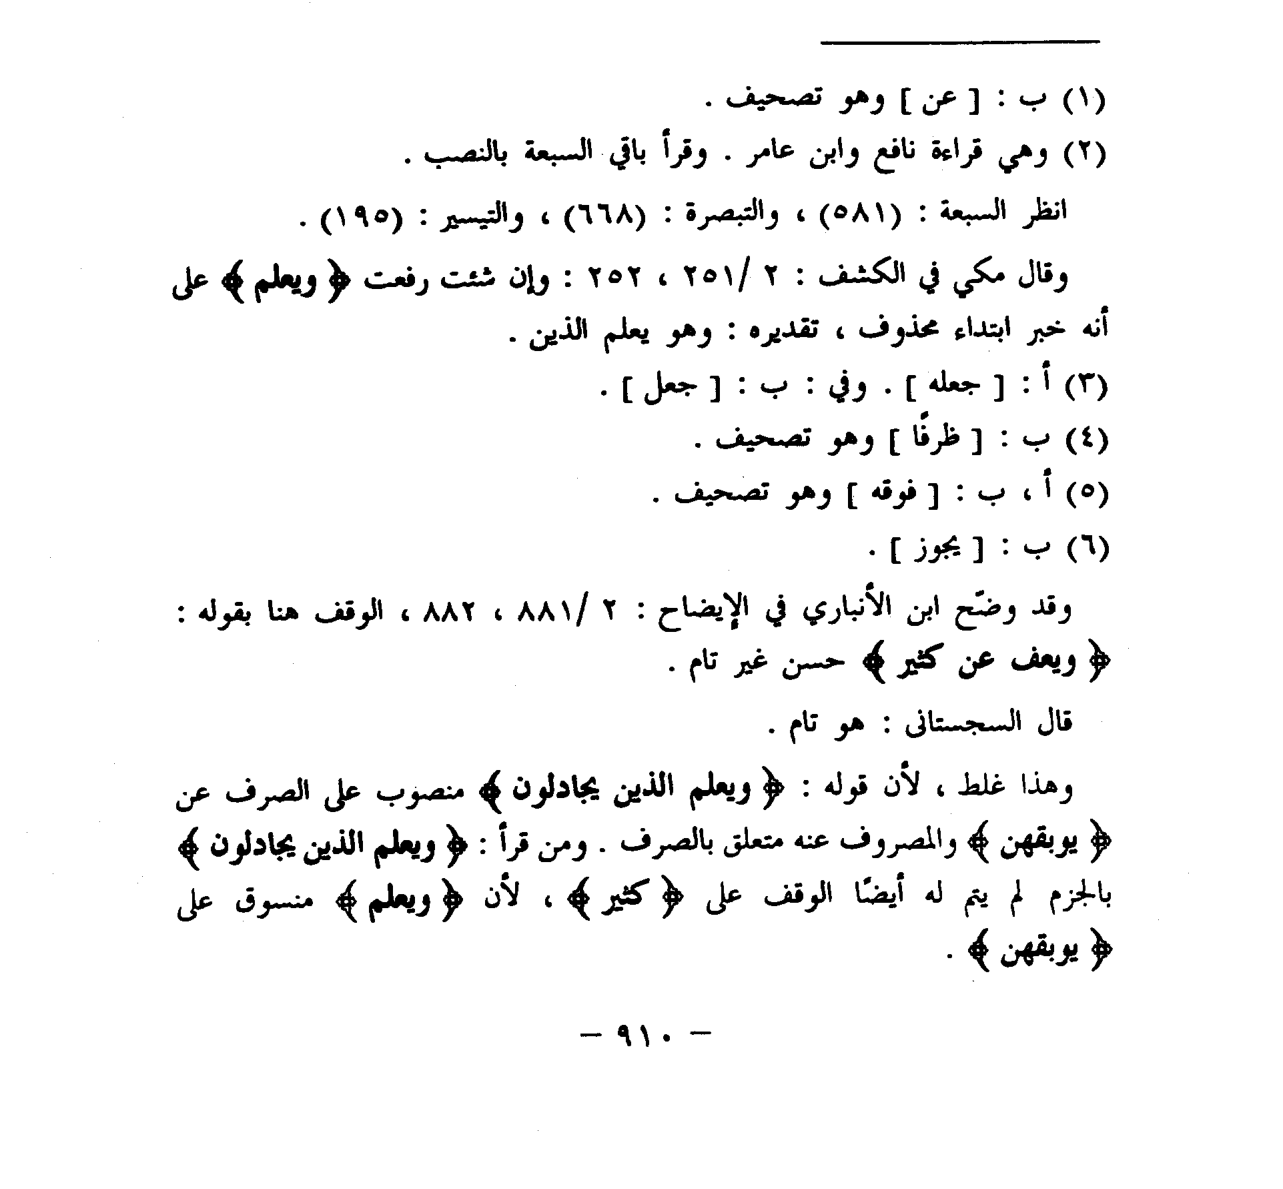 (١) ب : [ عن ] وهو تصحيف .
(٢) وهي قراءة نافع وابن عامر . وقرأ باقي السبعة بالنصب .
انظر السبعة : (٥٨١) ، والتبصرة : (٦٦٨) ، والتيسير : (١٩٥) .
وقال مكي في الكشف : ٢ /٢٥١ ، ٢٥٢ : وإن شئت رفعت ﴿ ويعلم ﴾ على
أنه خبر ابتداء محذوف ، تقديره : وهو يعلم الذين .
(٣) أ : [ جعله ] . وفي : ب : [ جعل ] .
(٤) ب : [ ظرفًا ] وهو تصحيف .
(٥) أ ، ب : [ فوقه ] وهو تصحيف .
(٦) ب : [ يجوز ] .
وقد وضّح ابن الأنباري في الإيضاح : ٢ /٨٨١ ، ٨٨٢ ، الوقف هنا بقوله :
﴿ ويعف عن كثير ﴾ حسن غير تام .
قال السجستانى : هو تام .
وهذا غلط ، لأن قوله : ﴿ ويعلم الذين يجادلون ﴾ منصوب على الصرف عن
﴿ يوبقهن ﴾ والمصروف عنه متعلق بالصرف . ومن قرأ : ﴿ ويعلم الذين يجادلون ﴾
بالجزم لم يتم له أيضًا الوقف على ﴿ كثير ﴾ ، لأن ﴿ ويعلم ﴾ منسوق على
﴿ يوبقهن ﴾ .
– ٩١٠ –